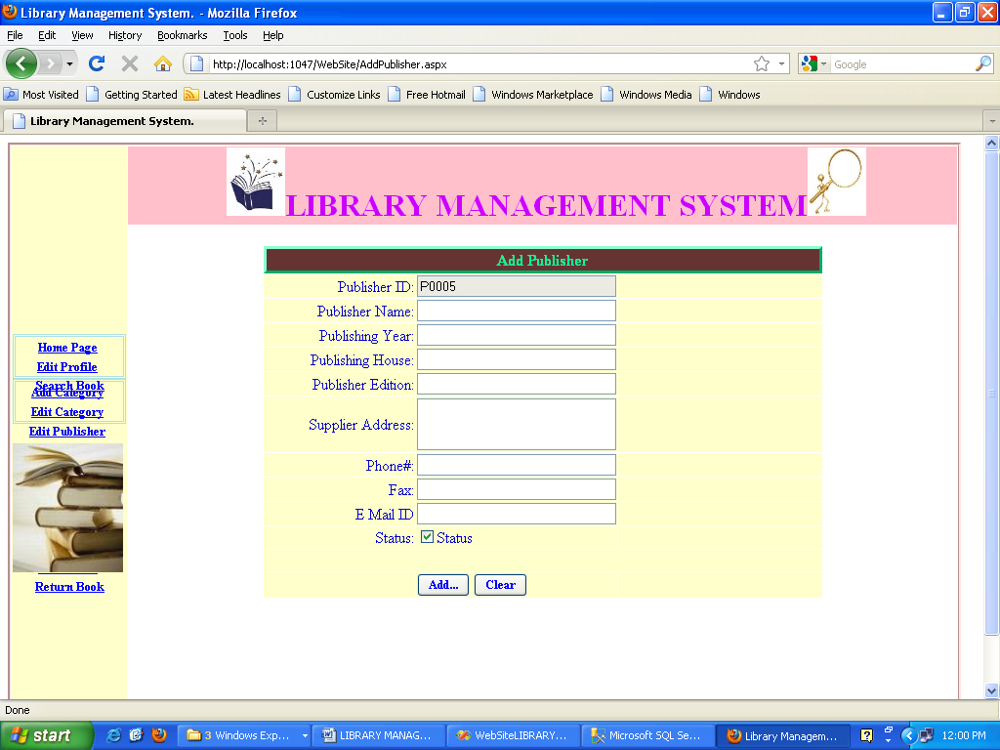 Library Management System. - Mozilla Firefox
File Edit View History Bookmarks Tools Help
http://localhost:1047/WebSite/AddPublisher.aspx
Google
Most Visited Getting Started Latest Headlines Customize Links Free Hotmail Windows Marketplace Windows Media Windows
Library Management System.
LIBRARY MANAGEMENT SYSTEM
Home Page
Edit Profile
Search Book
Add Category
Edit Category
Edit Publisher
Return Book
Add Publisher
Publisher ID: P0005
Publisher Name:
Publishing Year:
Publishing House:
Publisher Edition:
Supplier Address:
Phone#:
Fax:
E Mail ID
Status: Status
Add... Clear
Done
start 3 Windows Exp... LIBRARY MANAG... WebSiteLIBRARY... Microsoft SQL Se... Library Managem... 12:00 PM